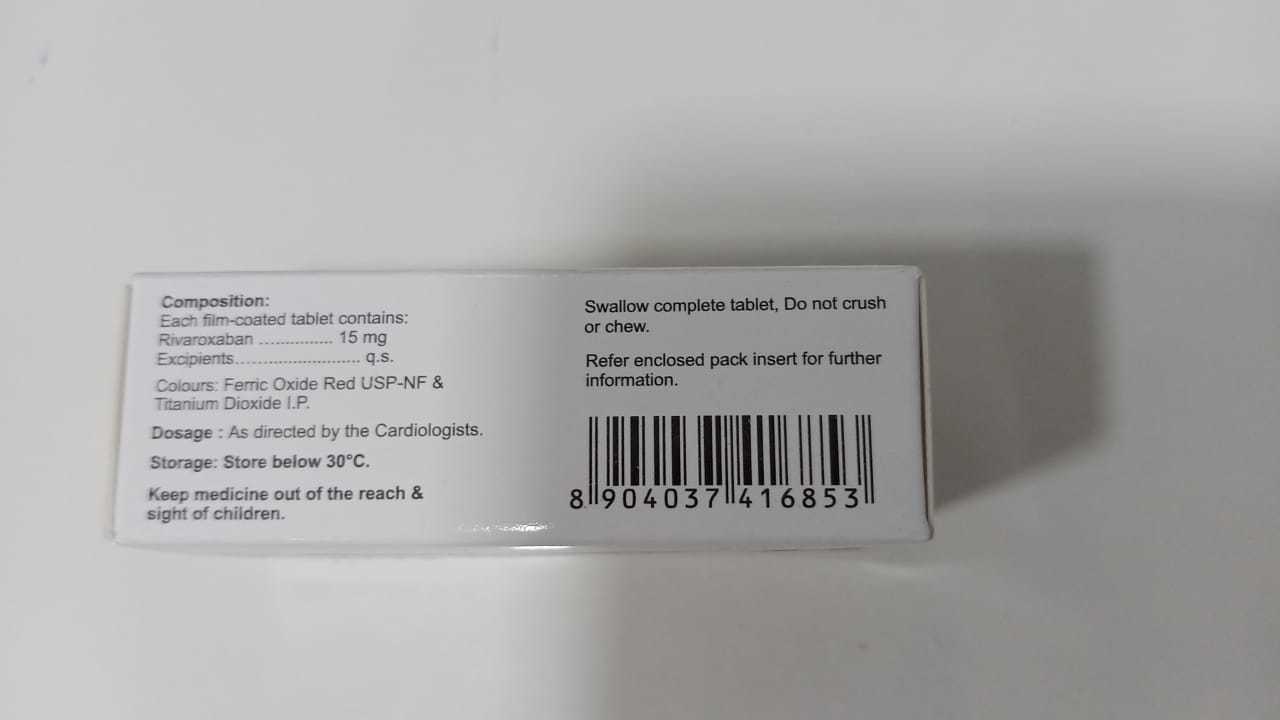 Composition:
Each film-coated tablet contains:
Rivaroxaban .............. 15 mg
Excipients........................ q.s.
Colours: Ferric Oxide Red USP-NF &
Titanium Dioxide I.P.
Dosage : As directed by the Cardiologists.
Storage: Store below 30°C.
Keep medicine out of the reach &
sight of children.
Swallow complete tablet, Do not crush
or chew.
Refer enclosed pack insert for further
information.
8 904037 416853